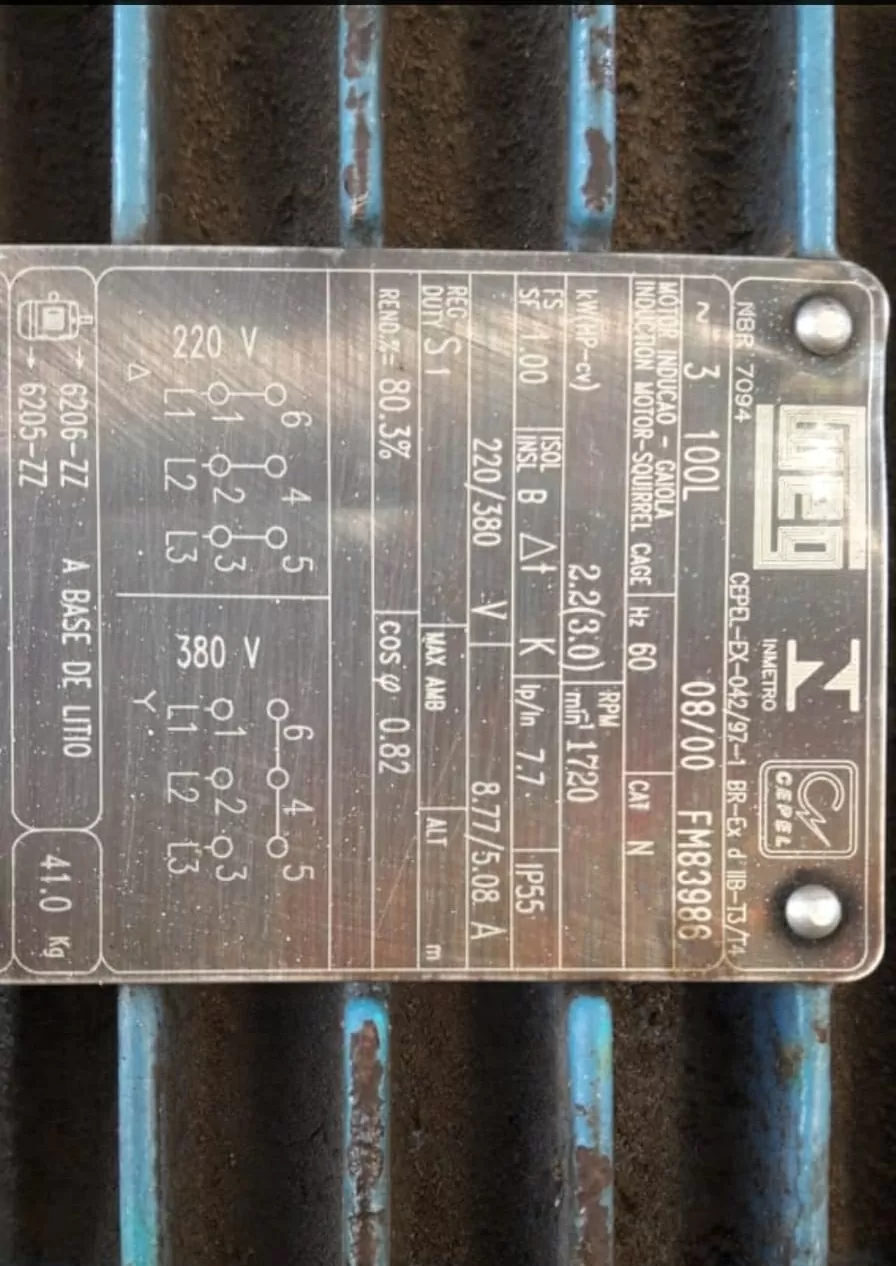 WEG
INMETRO
CEPEL
NBR 7094 CEPEL-EX-042/97-1 BR-Ex d IIB-T3/T4
~ 3 100L 08/00 FM83986
MOTOR INDUCAO - GAIOLA
INDUCTION MOTOR-SQUIRREL CAGE Hz 60 CAT N
kW(HP-cv) 2.2(3.0) RPM min⁻¹ 1720
FS SF 1.00 ISOL INSL B Δt K Ip/In 7.7 IP55
220/380 V 8.77/5.08 A
REG DUTY S1 MAX AMB ALT m
REND.%= 80.3% COS φ 0.82
6 4 5 6 4 5
1 2 3 1 2 3
220 V 380 V
L1 L2 L3 L1 L2 L3
Δ Y
6206-ZZ A BASE DE LITIO
6205-ZZ
41.0 Kg